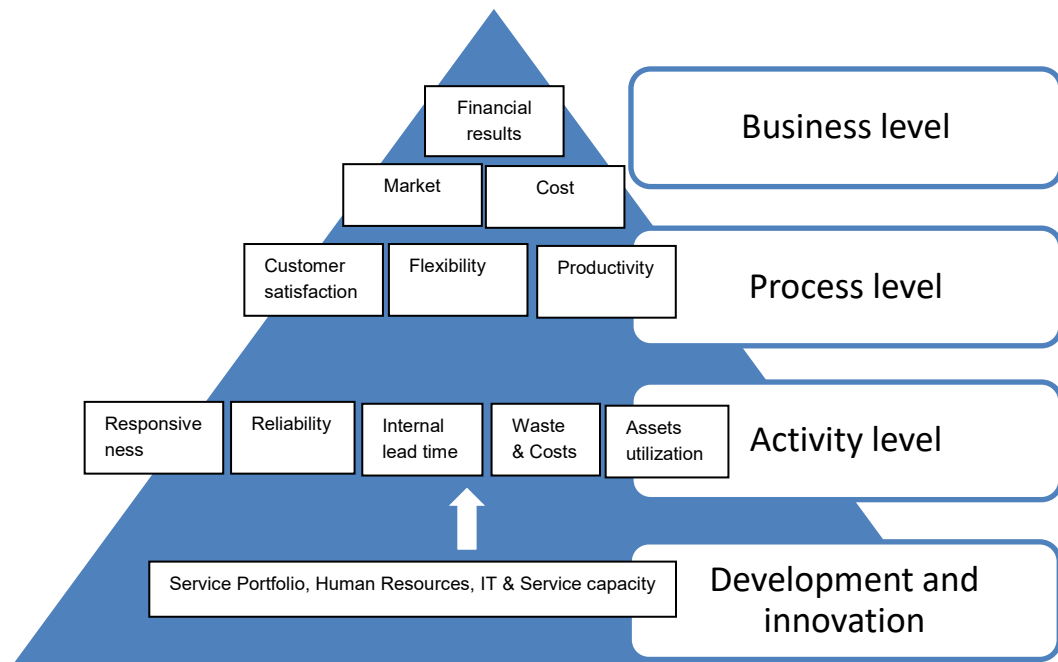 Financial
results
Business level
Market
Cost
Customer
satisfaction
Flexibility
Productivity
Process level
Responsive
ness
Reliability
Internal
lead time
Waste
& Costs
Assets
utilization
Activity level
Service Portfolio, Human Resources, IT & Service capacity
Development and
innovation